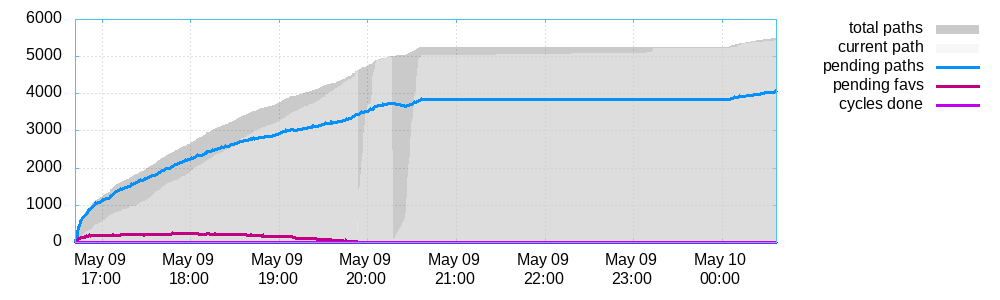 6000
5000
4000
3000
2000
1000
0
May 09 May 09 May 09 May 09 May 09 May 09 May 09 May 10
17:00 18:00 19:00 20:00 21:00 22:00 23:00 00:00
total paths
current path
pending paths
pending favs
cycles done